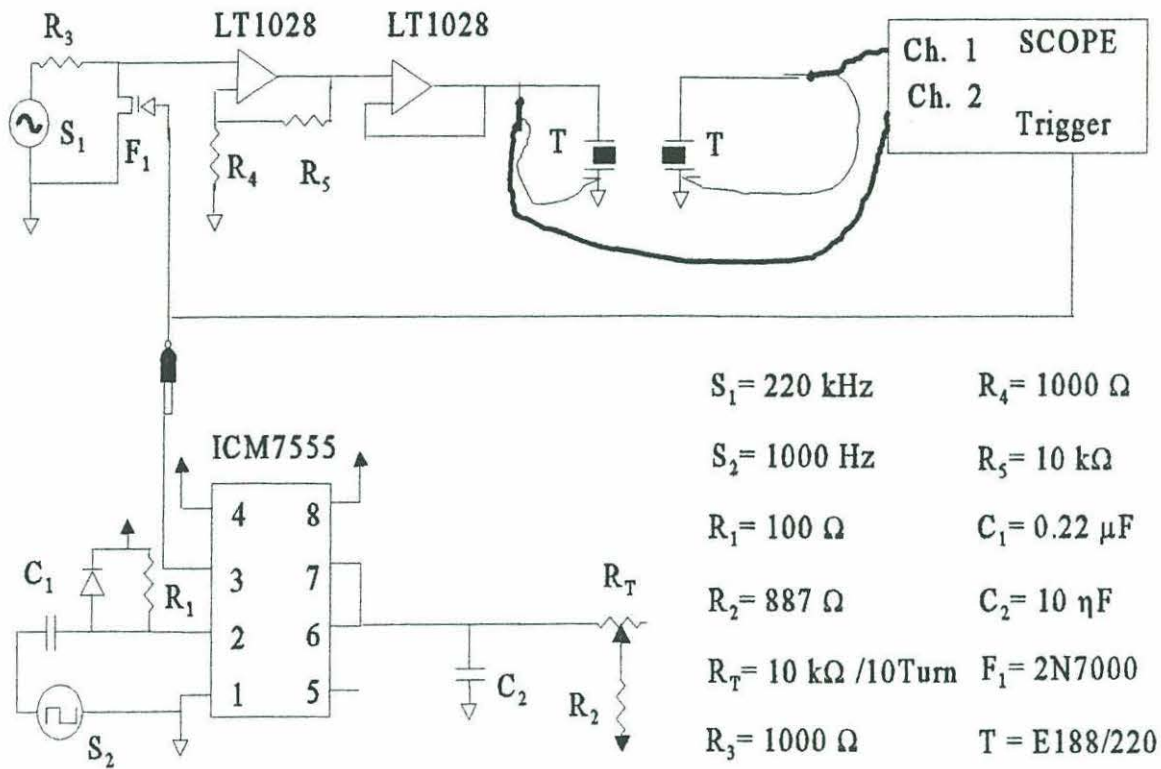 LT1028 LT1028
R₃
S₁
F₁
R₄
R₅
T T
Ch. 1 SCOPE
Ch. 2
Trigger
ICM7555
4 8
3 7
2 6
1 5
C₁
R₁
S₂
C₂
R_T
R₂
S₁= 220 kHz R₄= 1000 Ω
S₂= 1000 Hz R₅= 10 kΩ
R₁= 100 Ω C₁= 0.22 μF
R₂= 887 Ω C₂= 10 ηF
R_T= 10 kΩ /10Turn F₁= 2N7000
R₃= 1000 Ω T = E188/220